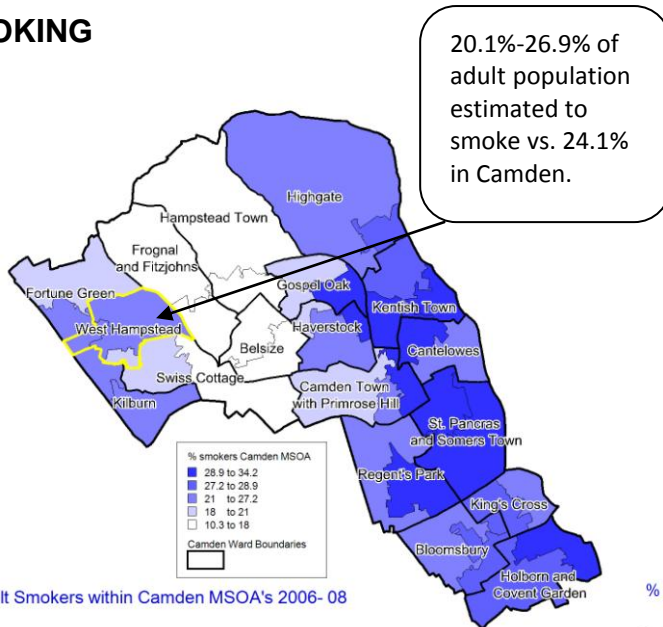 OKING
20.1%-26.9% of
adult population
estimated to
smoke vs. 24.1%
in Camden.
Highgate
Hampstead Town
Frognal
and Fitzjohns
Gospel Oak
Fortune Green
Kentish Town
West Hampstead
Haverstock
Belsize
Cantelowes
Swiss Cottage
Camden Town
with Primrose Hill
Kilburn
St. Pancras
and Somers Town
% smokers Camden MSOA
28.9 to 34.2
27.2 to 28.9
21 to 27.2
18 to 21
10.3 to 18
Camden Ward Boundaries
Regent's Park
King's Cross
Bloomsbury
Holborn and
Covent Garden
lt Smokers within Camden MSOA's 2006- 08
%